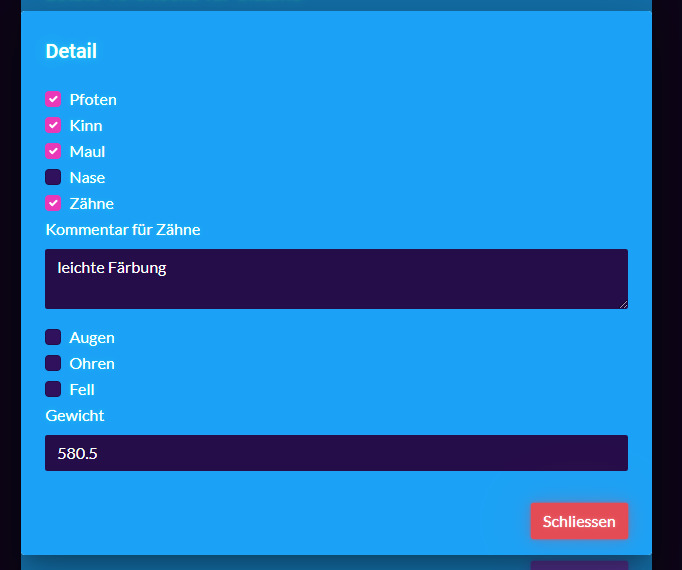 Detail
Pfoten
Kinn
Maul
Nase
Zähne
Kommentar für Zähne
leichte Färbung
Augen
Ohren
Fell
Gewicht
580.5
Schliessen